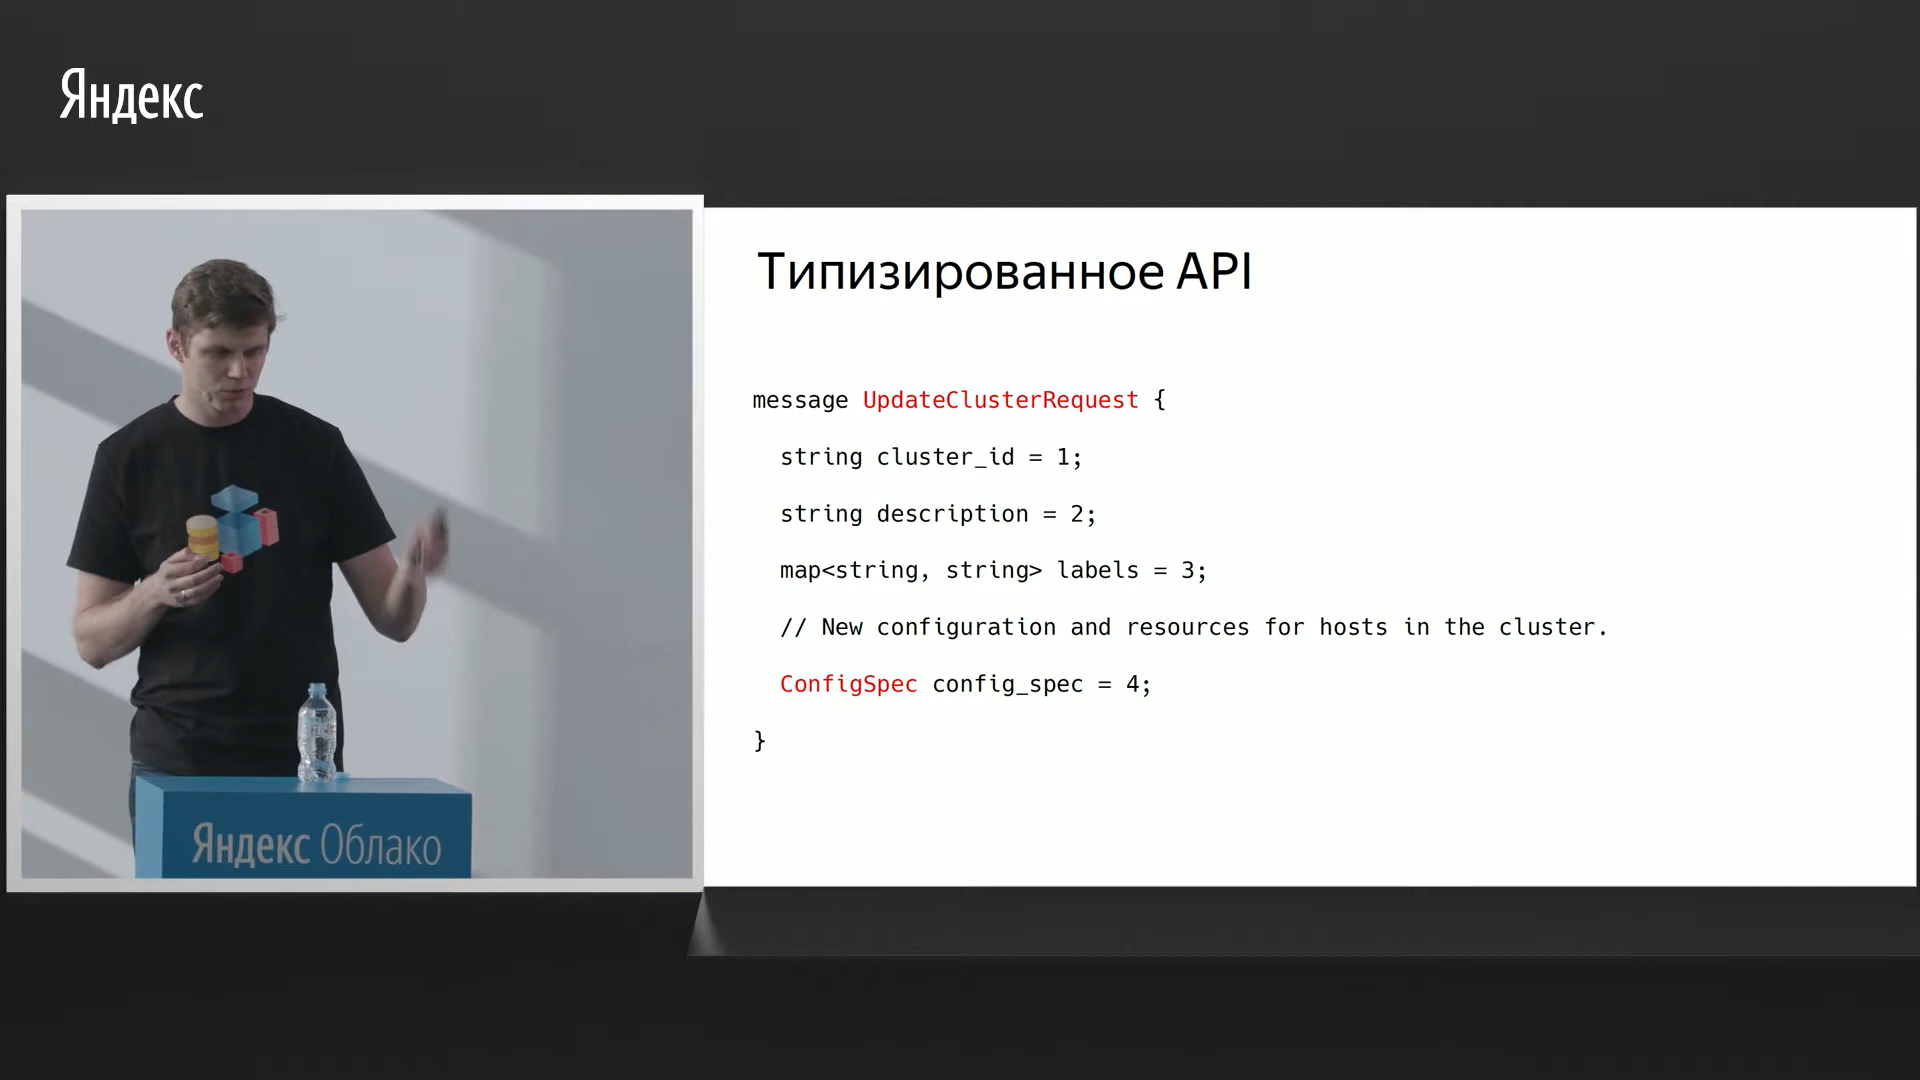 Яндекс
Типизированное API
message UpdateClusterRequest {
string cluster_id = 1;
string description = 2;
map<string, string> labels = 3;
// New configuration and resources for hosts in the cluster.
ConfigSpec config_spec = 4;
}
Яндекс Облако